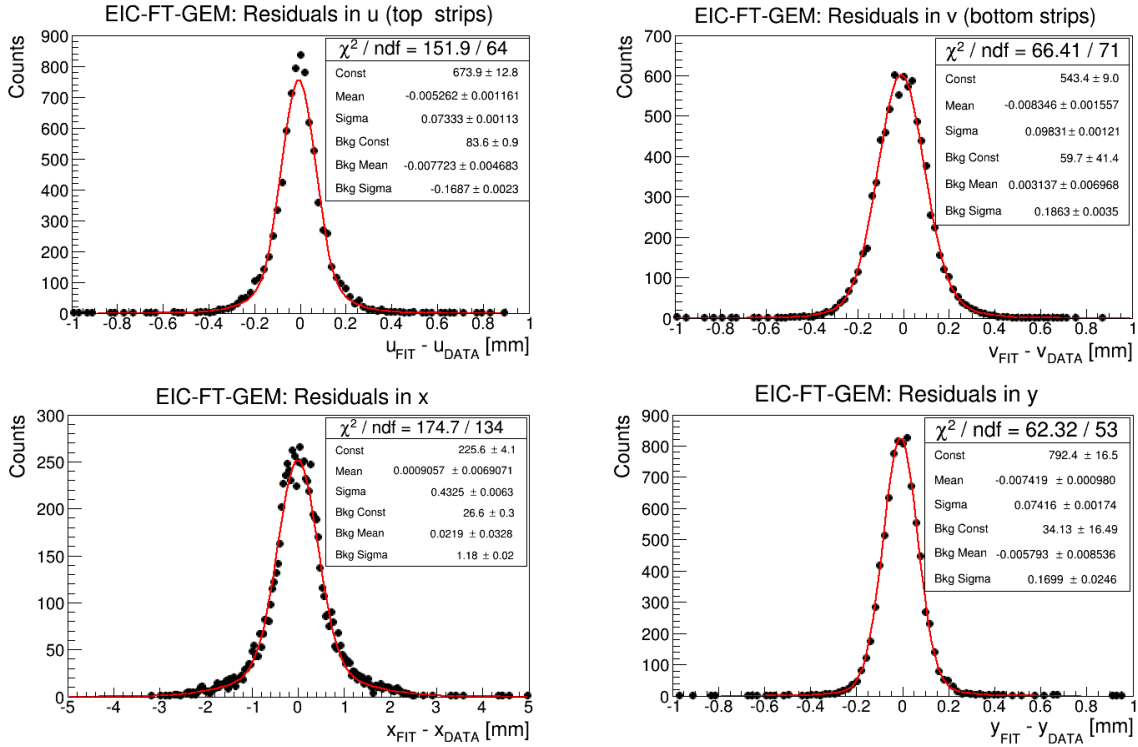 EIC-FT-GEM: Residuals in u (top strips)
Counts
900
800
700
600
500
400
300
200
100
0
χ² / ndf = 151.9 / 64
Const 673.9 ± 12.8
Mean -0.005262 ± 0.001161
Sigma 0.07333 ± 0.00113
Bkg Const 83.6 ± 0.9
Bkg Mean -0.007723 ± 0.004683
Bkg Sigma -0.1687 ± 0.0023
-1 -0.8 -0.6 -0.4 -0.2 0 0.2 0.4 0.6 0.8 1
u_FIT - u_DATA [mm]
EIC-FT-GEM: Residuals in v (bottom strips)
Counts
700
600
500
400
300
200
100
0
χ² / ndf = 66.41 / 71
Const 543.4 ± 9.0
Mean -0.008346 ± 0.001557
Sigma 0.09831 ± 0.00121
Bkg Const 59.7 ± 41.4
Bkg Mean 0.003137 ± 0.006968
Bkg Sigma 0.1863 ± 0.0035
-1 -0.8 -0.6 -0.4 -0.2 0 0.2 0.4 0.6 0.8 1
v_FIT - v_DATA [mm]
EIC-FT-GEM: Residuals in x
Counts
300
250
200
150
100
50
0
χ² / ndf = 174.7 / 134
Const 225.6 ± 4.1
Mean 0.0009057 ± 0.0069071
Sigma 0.4325 ± 0.0063
Bkg Const 26.6 ± 0.3
Bkg Mean 0.0219 ± 0.0328
Bkg Sigma 1.18 ± 0.02
-5 -4 -3 -2 -1 0 1 2 3 4 5
x_FIT - x_DATA [mm]
EIC-FT-GEM: Residuals in y
Counts
900
800
700
600
500
400
300
200
100
0
χ² / ndf = 62.32 / 53
Const 792.4 ± 16.5
Mean -0.007419 ± 0.000980
Sigma 0.07416 ± 0.00174
Bkg Const 34.13 ± 16.49
Bkg Mean -0.005793 ± 0.008536
Bkg Sigma 0.1699 ± 0.0246
-1 -0.8 -0.6 -0.4 -0.2 0 0.2 0.4 0.6 0.8 1
y_FIT - y_DATA [mm]